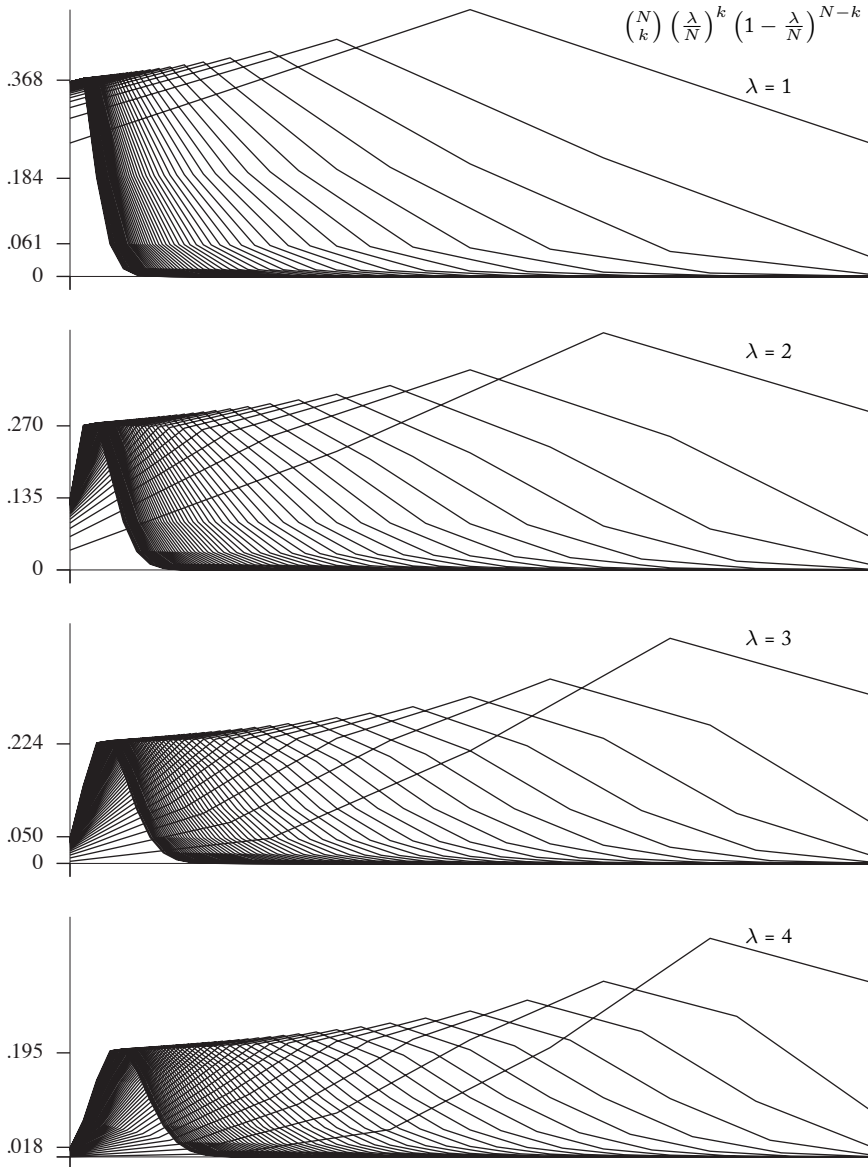 (N k) (λ/N)^k (1 − λ/N)^{N−k}
.368
λ = 1
.184
.061
0
λ = 2
.270
.135
0
λ = 3
.224
.050
0
λ = 4
.195
.018